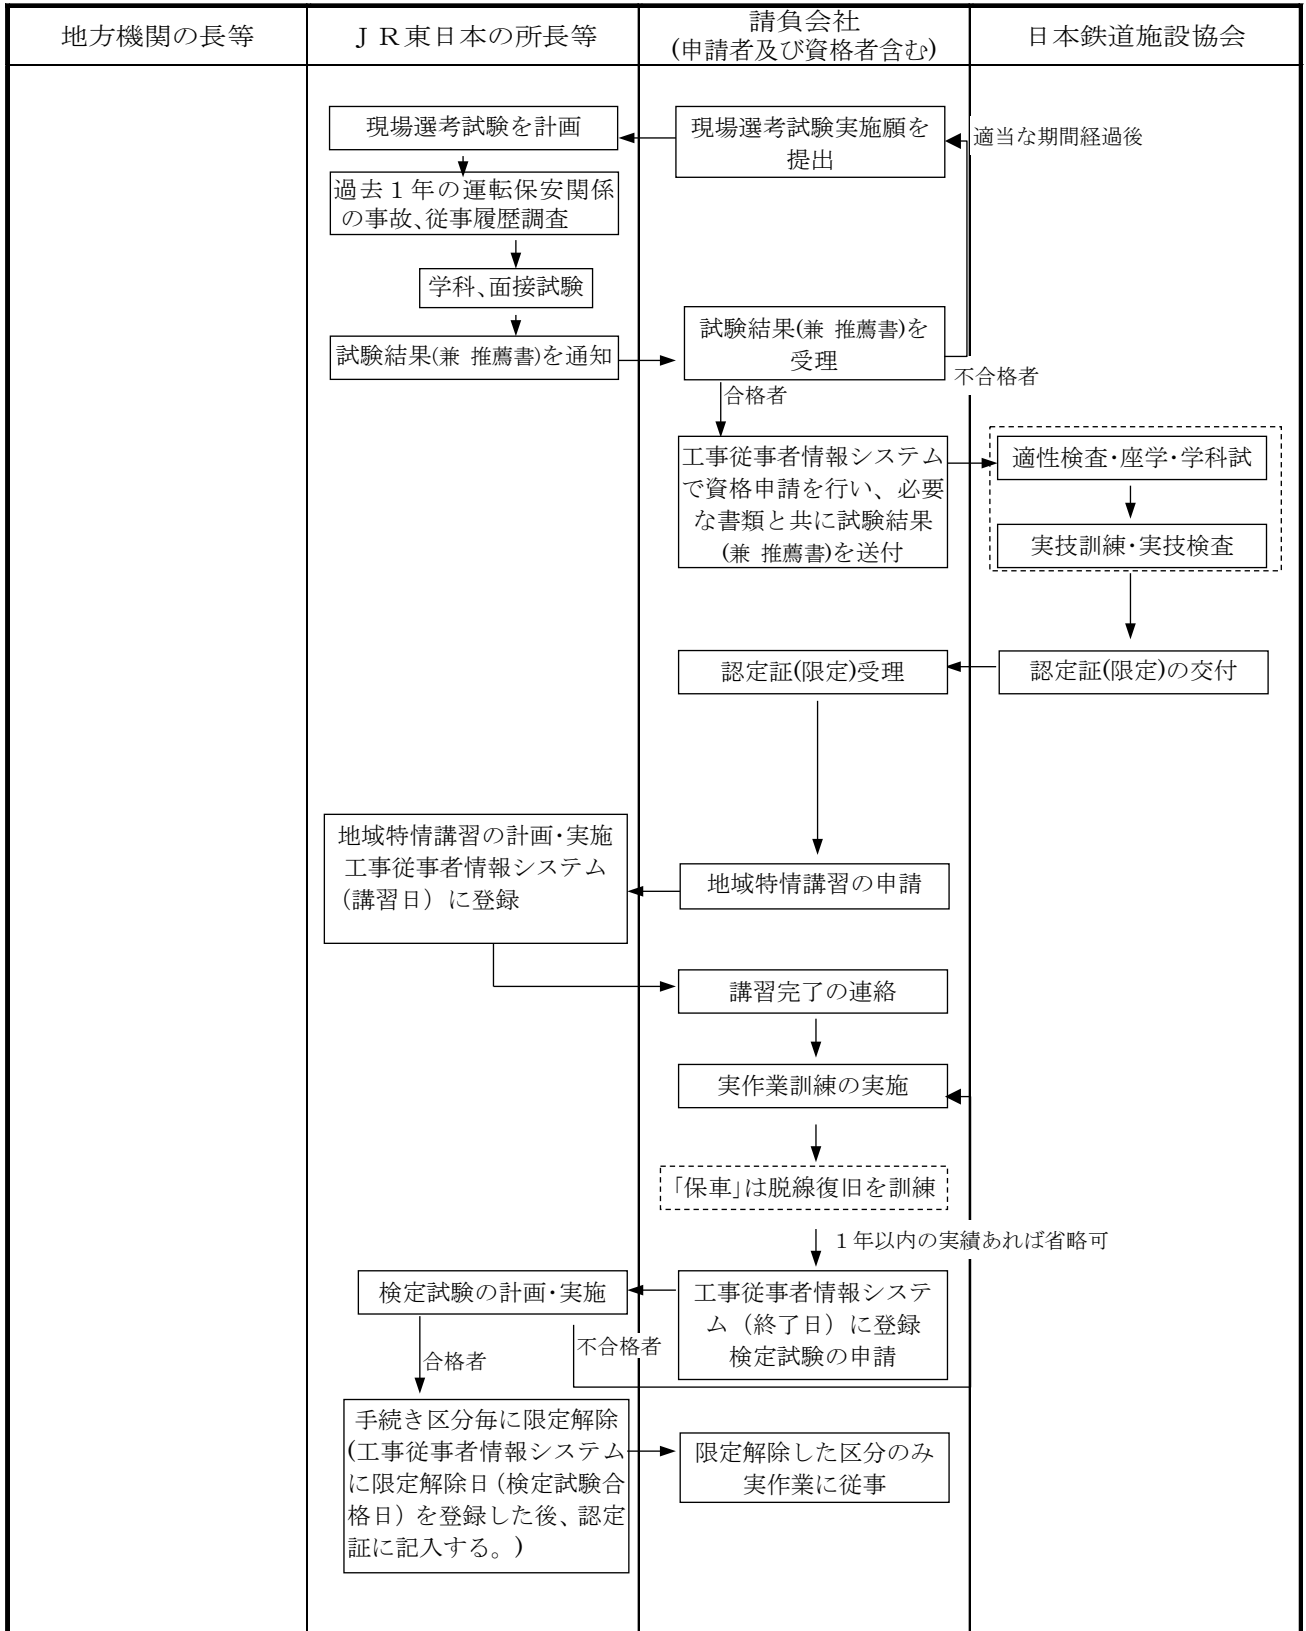 地方機関の長等
ＪＲ東日本の所長等
請負会社
(申請者及び資格者含む)
日本鉄道施設協会
現場選考試験を計画
現場選考試験実施願を
提出
適当な期間経過後
過去１年の運転保安関係
の事故、従事履歴調査
学科、面接試験
試験結果(兼 推薦書)を通知
試験結果(兼 推薦書)を
受理
不合格者
合格者
工事従事者情報システム
で資格申請を行い、必要
な書類と共に試験結果
(兼 推薦書)を送付
適性検査・座学・学科試
実技訓練・実技検査
認定証(限定)受理
認定証(限定)の交付
地域特情講習の計画・実施
工事従事者情報システム
（講習日）に登録
地域特情講習の申請
講習完了の連絡
実作業訓練の実施
「保車」は脱線復旧を訓練
１年以内の実績あれば省略可
検定試験の計画・実施
工事従事者情報システ
ム（終了日）に登録
検定試験の申請
不合格者
合格者
手続き区分毎に限定解除
(工事従事者情報システム
に限定解除日（検定試験合
格日）を登録した後、認定
証に記入する。)
限定解除した区分のみ
実作業に従事